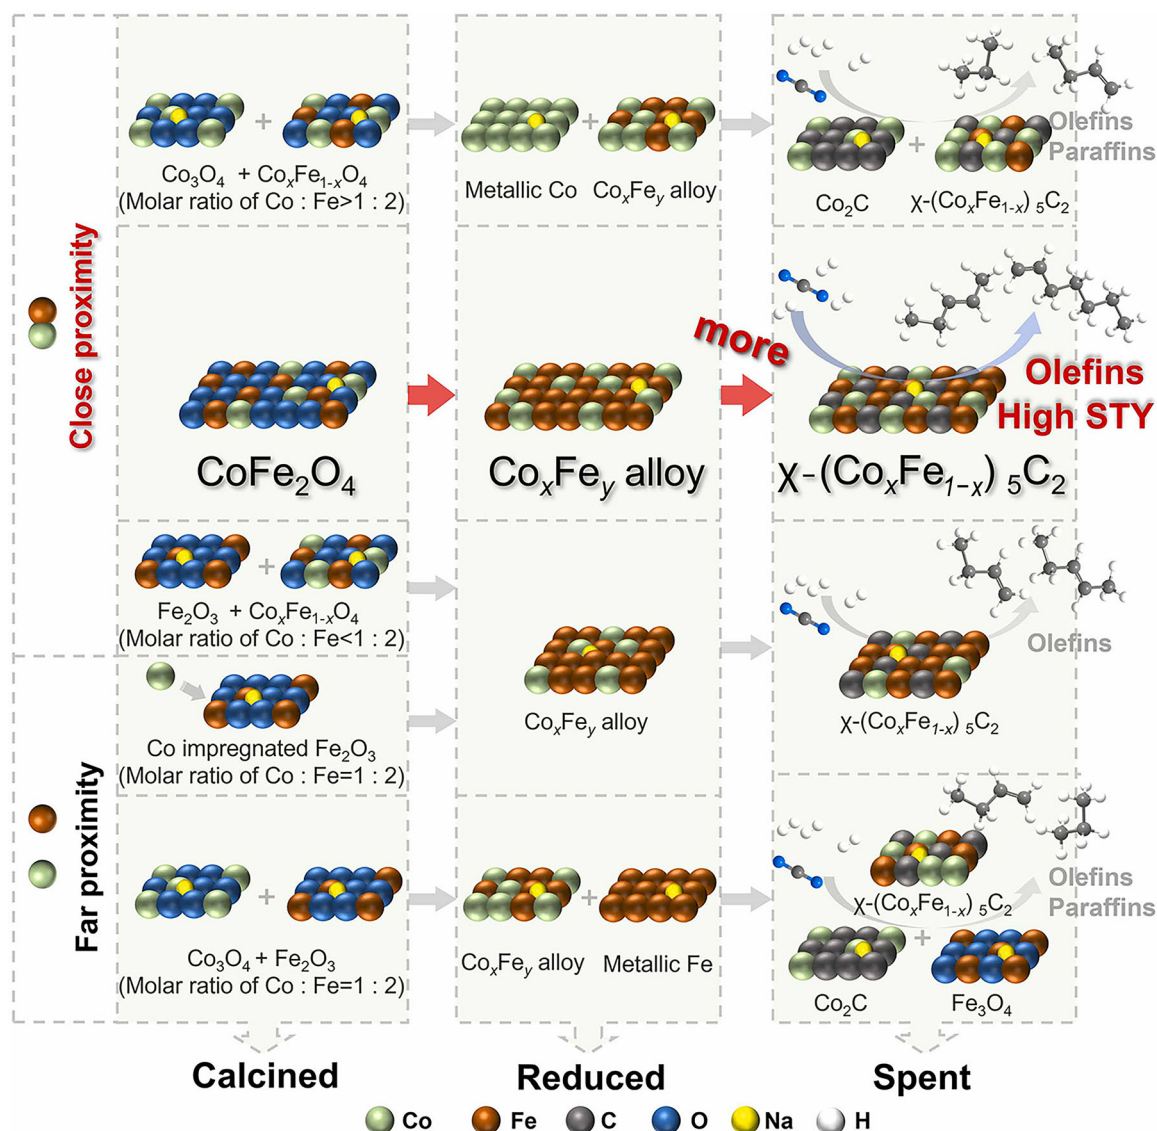 Close proximity
Far proximity
+
Co₃O₄ + CoₓFe₁₋ₓO₄
(Molar ratio of Co : Fe>1 : 2)
+
Metallic Co
CoₓFeᵧ alloy
+
Co₂C
χ-(CoₓFe₁₋ₓ) ₅C₂
Olefins
Paraffins
CoFe₂O₄
CoₓFeᵧ alloy
more
χ-(CoₓFe₁₋ₓ) ₅C₂
Olefins
High STY
+
Fe₂O₃ + CoₓFe₁₋ₓO₄
(Molar ratio of Co : Fe<1 : 2)
Co impregnated Fe₂O₃
(Molar ratio of Co : Fe=1 : 2)
CoₓFeᵧ alloy
χ-(CoₓFe₁₋ₓ) ₅C₂
Olefins
+
Co₃O₄ + Fe₂O₃
(Molar ratio of Co : Fe=1 : 2)
+
CoₓFeᵧ alloy
Metallic Fe
χ-(CoₓFe₁₋ₓ) ₅C₂
+
Co₂C
Fe₃O₄
Olefins
Paraffins
Calcined
Reduced
Spent
Co Fe C O Na H